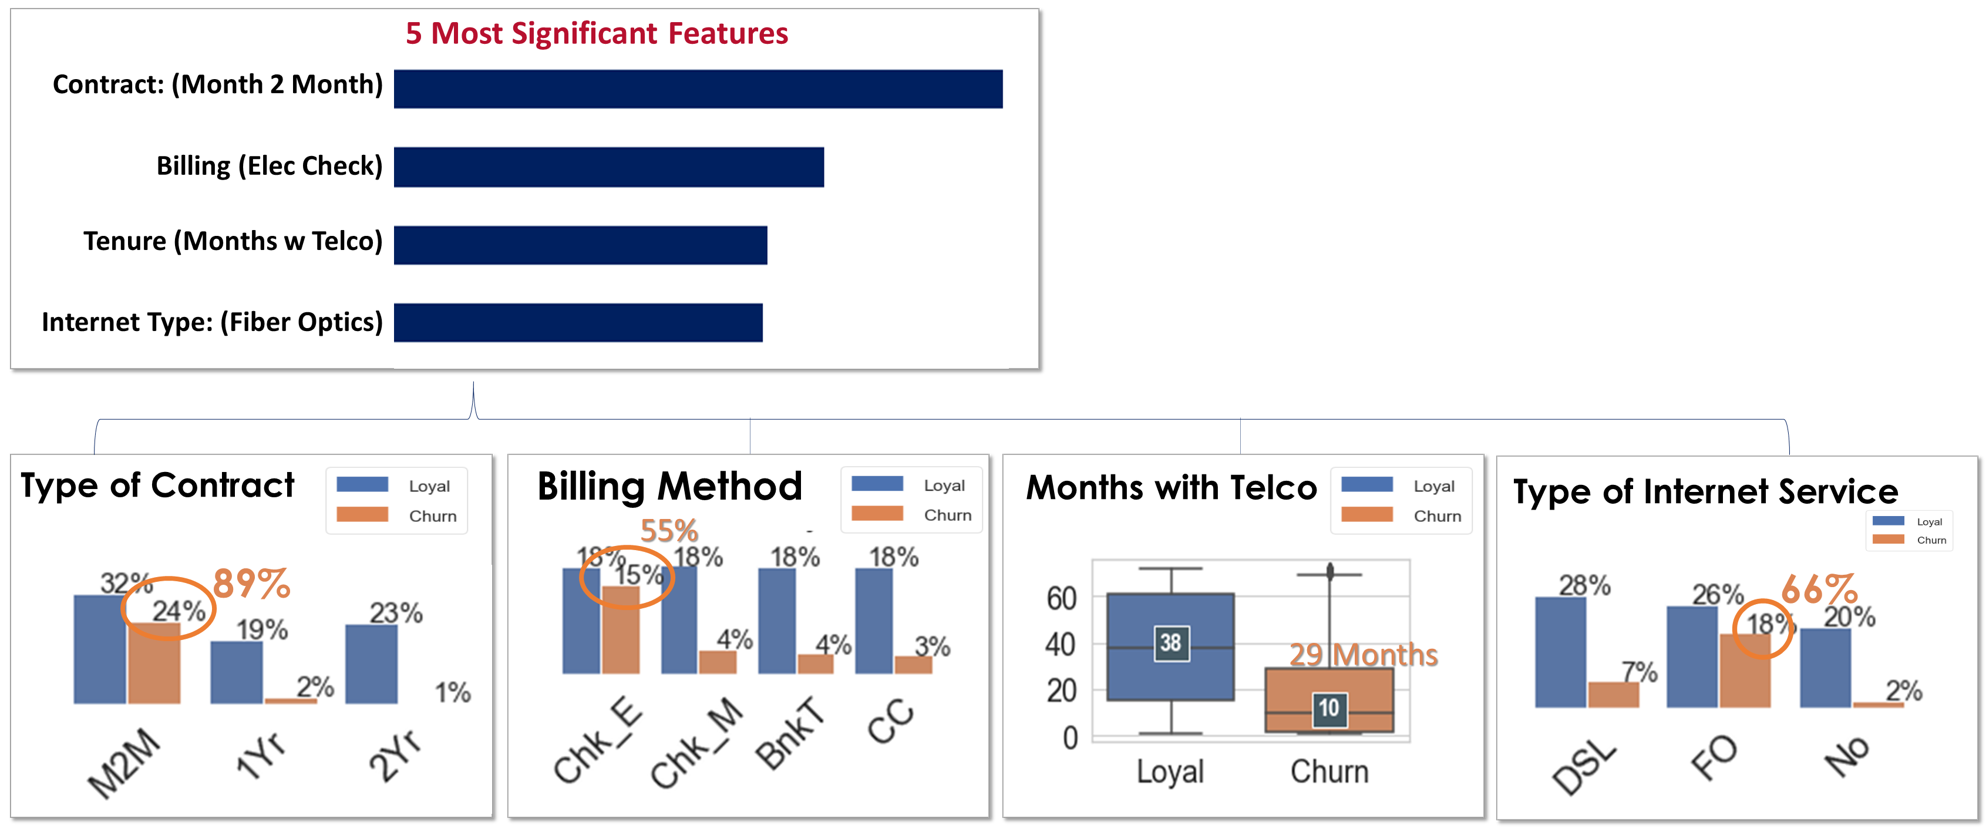 5 Most Significant Features
Contract: (Month 2 Month)
Billing (Elec Check)
Tenure (Months w Telco)
Internet Type: (Fiber Optics)
Type of Contract
Loyal
Churn
32%
24%
89%
19%
2%
23%
1%
M2M
1Yr
2Yr
Billing Method
Loyal
Churn
55%
18%
15%
18%
4%
18%
4%
18%
3%
Chk_E
Chk_M
BnkT
CC
Months with Telco
Loyal
Churn
60
40
20
0
38
29 Months
10
Loyal
Churn
Type of Internet Service
Loyal
Churn
28%
7%
26%
18%
66%
20%
2%
DSL
FO
No